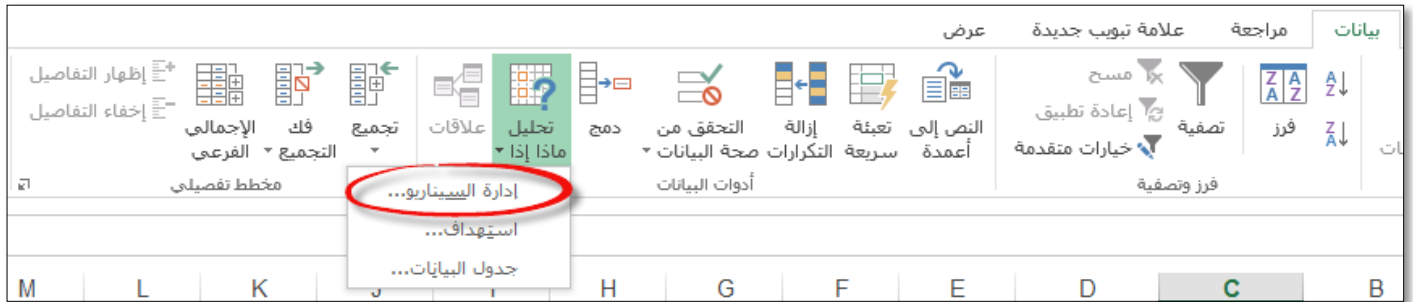 بيانات مراجعة علامة تبويب جديدة عرض
فرز
تصفية
مسح
إعادة تطبيق
خيارات متقدمة
فرز وتصفية
النص إلى
أعمدة
تعبئة
سريعة
إزالة
التكرارات
التحقق من
صحة البيانات
دمج
تحليل
ماذا إذا
علاقات
أدوات البيانات
تجميع
فك
التجميع
الإجمالي
الفرعي
إظهار التفاصيل
إخفاء التفاصيل
مخطط تفصيلي
إدارة السيناريو...
استهداف...
جدول البيانات...
B C D E F G H I J K L M